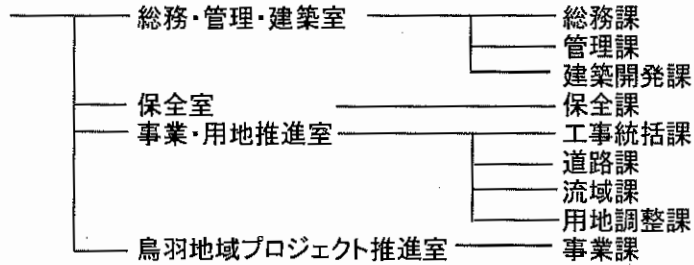 総務・管理・建築室 総務課
管理課
建築開発課
保全室 保全課
事業・用地推進室 工事統括課
道路課
流域課
用地調整課
鳥羽地域プロジェクト推進室 事業課